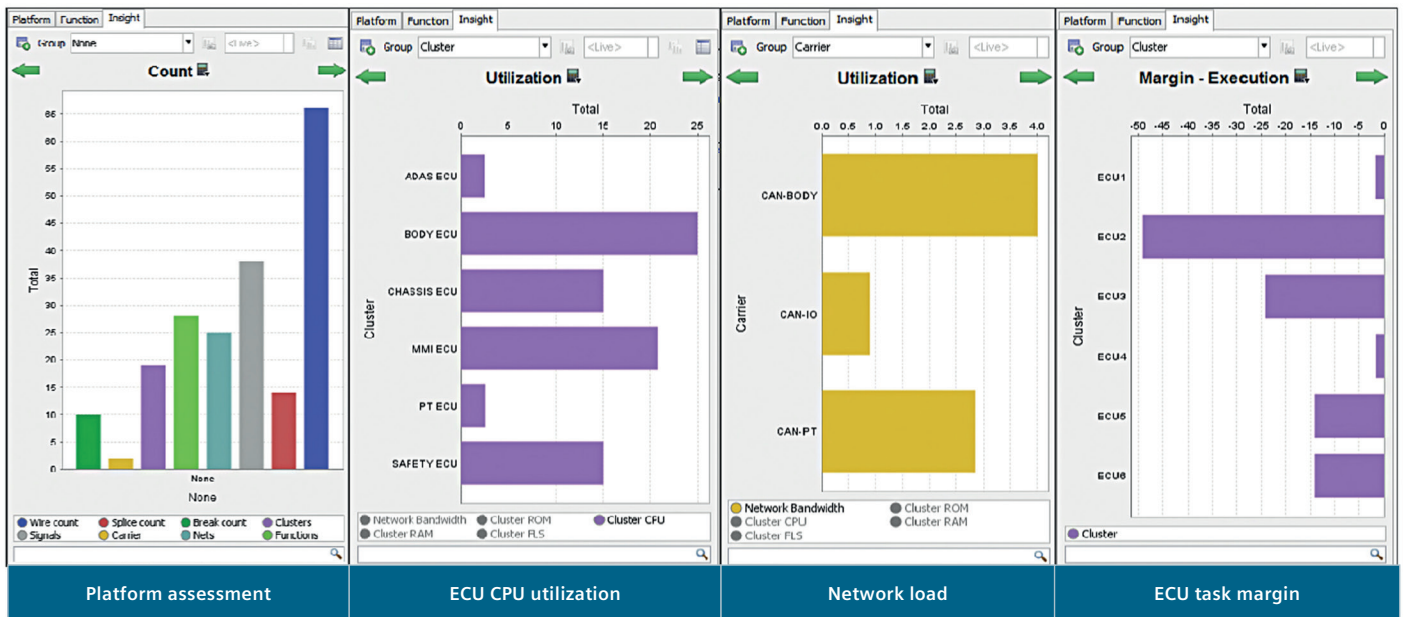 Platform Function Insight
Group None <Live>
Count
Total
65
60
55
50
45
40
35
30
25
20
15
10
5
0
None
None
Wire count Splice count Break count Clusters
Signals Carrier Nets Functions
Platform assessment
Platform Functon Insight
Group Cluster <Live>
Utilization
Total
0 5 10 15 20 25
Cluster
ADAS ECU
BODY ECU
CHASSIS ECU
MMI ECU
PT ECU
SAFETY ECU
Network Bandwidth Cluster ROM Cluster CPU
Cluster RAM Cluster FLS
ECU CPU utilization
Platform Function Insight
Group Carrier <Live>
Utilization
Total
0.0 0.5 1.0 1.5 2.0 2.5 3.0 3.5 4.0
Carrier
CAN-BODY
CAN-IO
CAN-PT
Network Bandwidth Cluster ROM
Cluster CPU Cluster RAM
Cluster FLS
Network load
Platform Function Insight
Group Cluster <Live>
Margin - Execution
Total
-50 -45 -40 -35 -30 -25 -20 -15 -10 -5 0
Cluster
ECU1
ECU2
ECU3
ECU4
ECU5
ECU6
Cluster
ECU task margin